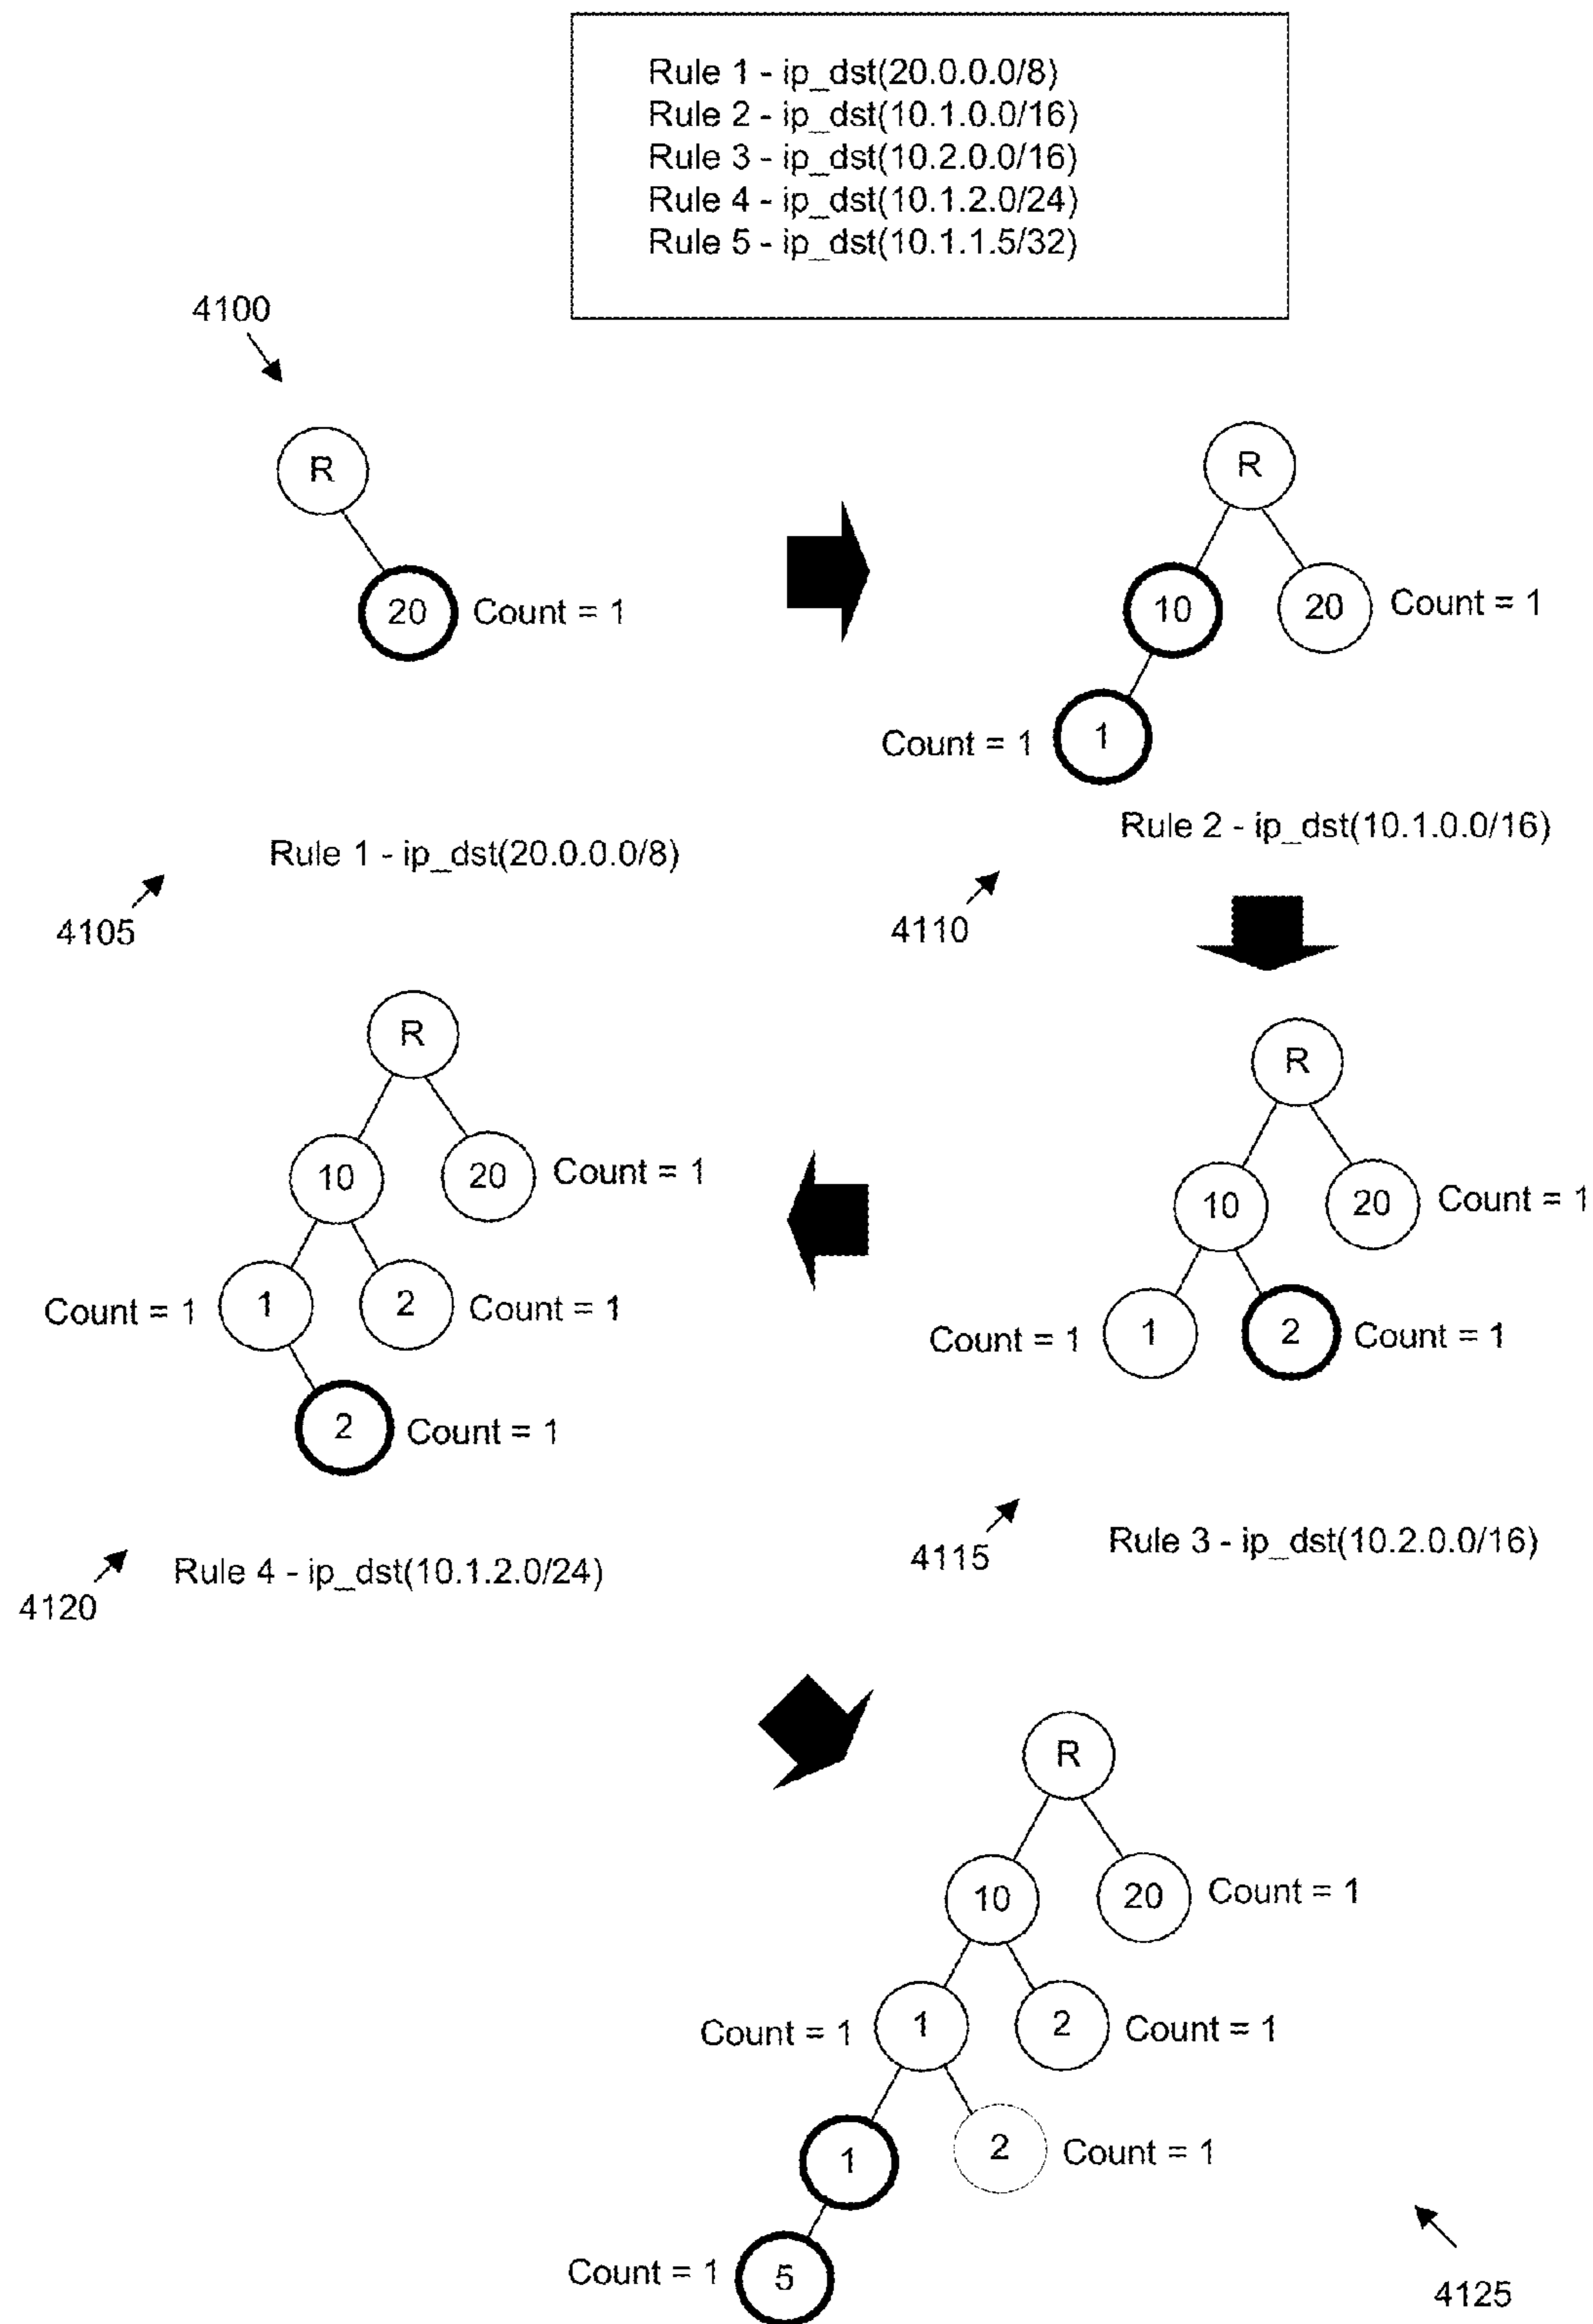 Rule 1 - ip_dst(20.0.0.0/8)
Rule 2 - ip_dst(10.1.0.0/16)
Rule 3 - ip_dst(10.2.0.0/16)
Rule 4 - ip_dst(10.1.2.0/24)
Rule 5 - ip_dst(10.1.1.5/32)
4100
R
20 Count = 1
Rule 1 - ip_dst(20.0.0.0/8)
4105
R
10 20 Count = 1
Count = 1 1
Rule 2 - ip_dst(10.1.0.0/16)
4110
R
10 20 Count = 1
Count = 1 1 2 Count = 1
4115
Rule 3 - ip_dst(10.2.0.0/16)
R
10 20 Count = 1
Count = 1 1 2 Count = 1
2 Count = 1
Rule 4 - ip_dst(10.1.2.0/24)
4120
R
10 20 Count = 1
Count = 1 1 2 Count = 1
1 2 Count = 1
Count = 1 5
4125